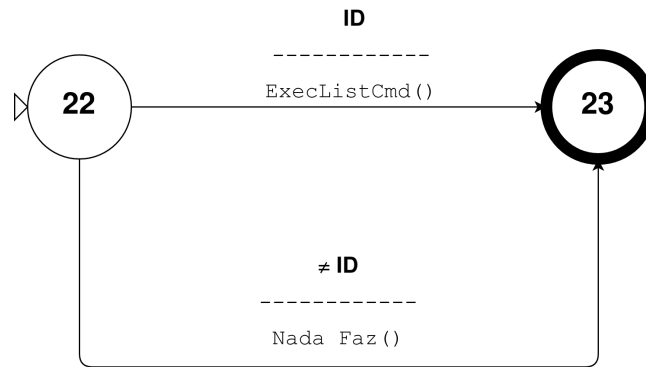 ID
------------
22
ExecListCmd()
23
≠ ID
------------
Nada Faz()